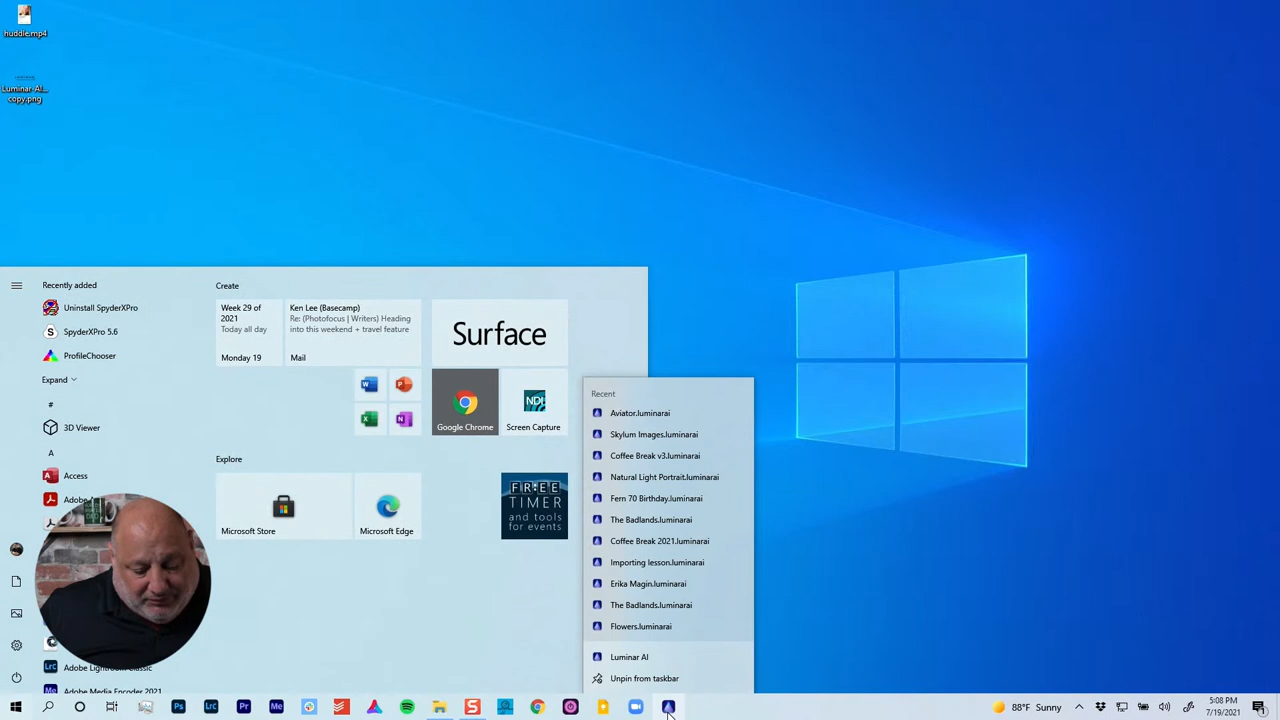 huddle.mp4
Luminar-AI...
copy.png
Recently added
Uninstall SpyderXPro
SpyderXPro 5.6
ProfileChooser
Expand
#
3D Viewer
A
Access
Adobe Lightroom Classic
Adobe Media Encoder 2021
Create
Week 29 of
2021
Today all day
Monday 19
Ken Lee (Basecamp)
Re: (Photofocus | Writers) Heading
into this weekend + travel feature
Mail
Surface
Google Chrome
NDI
Screen Capture
Explore
Microsoft Store
Microsoft Edge
FREE
TIMER
and tools
for events
Recent
Aviator.luminarai
Skylum Images.luminarai
Coffee Break v3.luminarai
Natural Light Portrait.luminarai
Fern 70 Birthday.luminarai
The Badlands.luminarai
Coffee Break 2021.luminarai
Importing lesson.luminarai
Erika Magin.luminarai
The Badlands.luminarai
Flowers.luminarai
Luminar AI
Unpin from taskbar
88°F Sunny
5:08 PM
7/19/2021